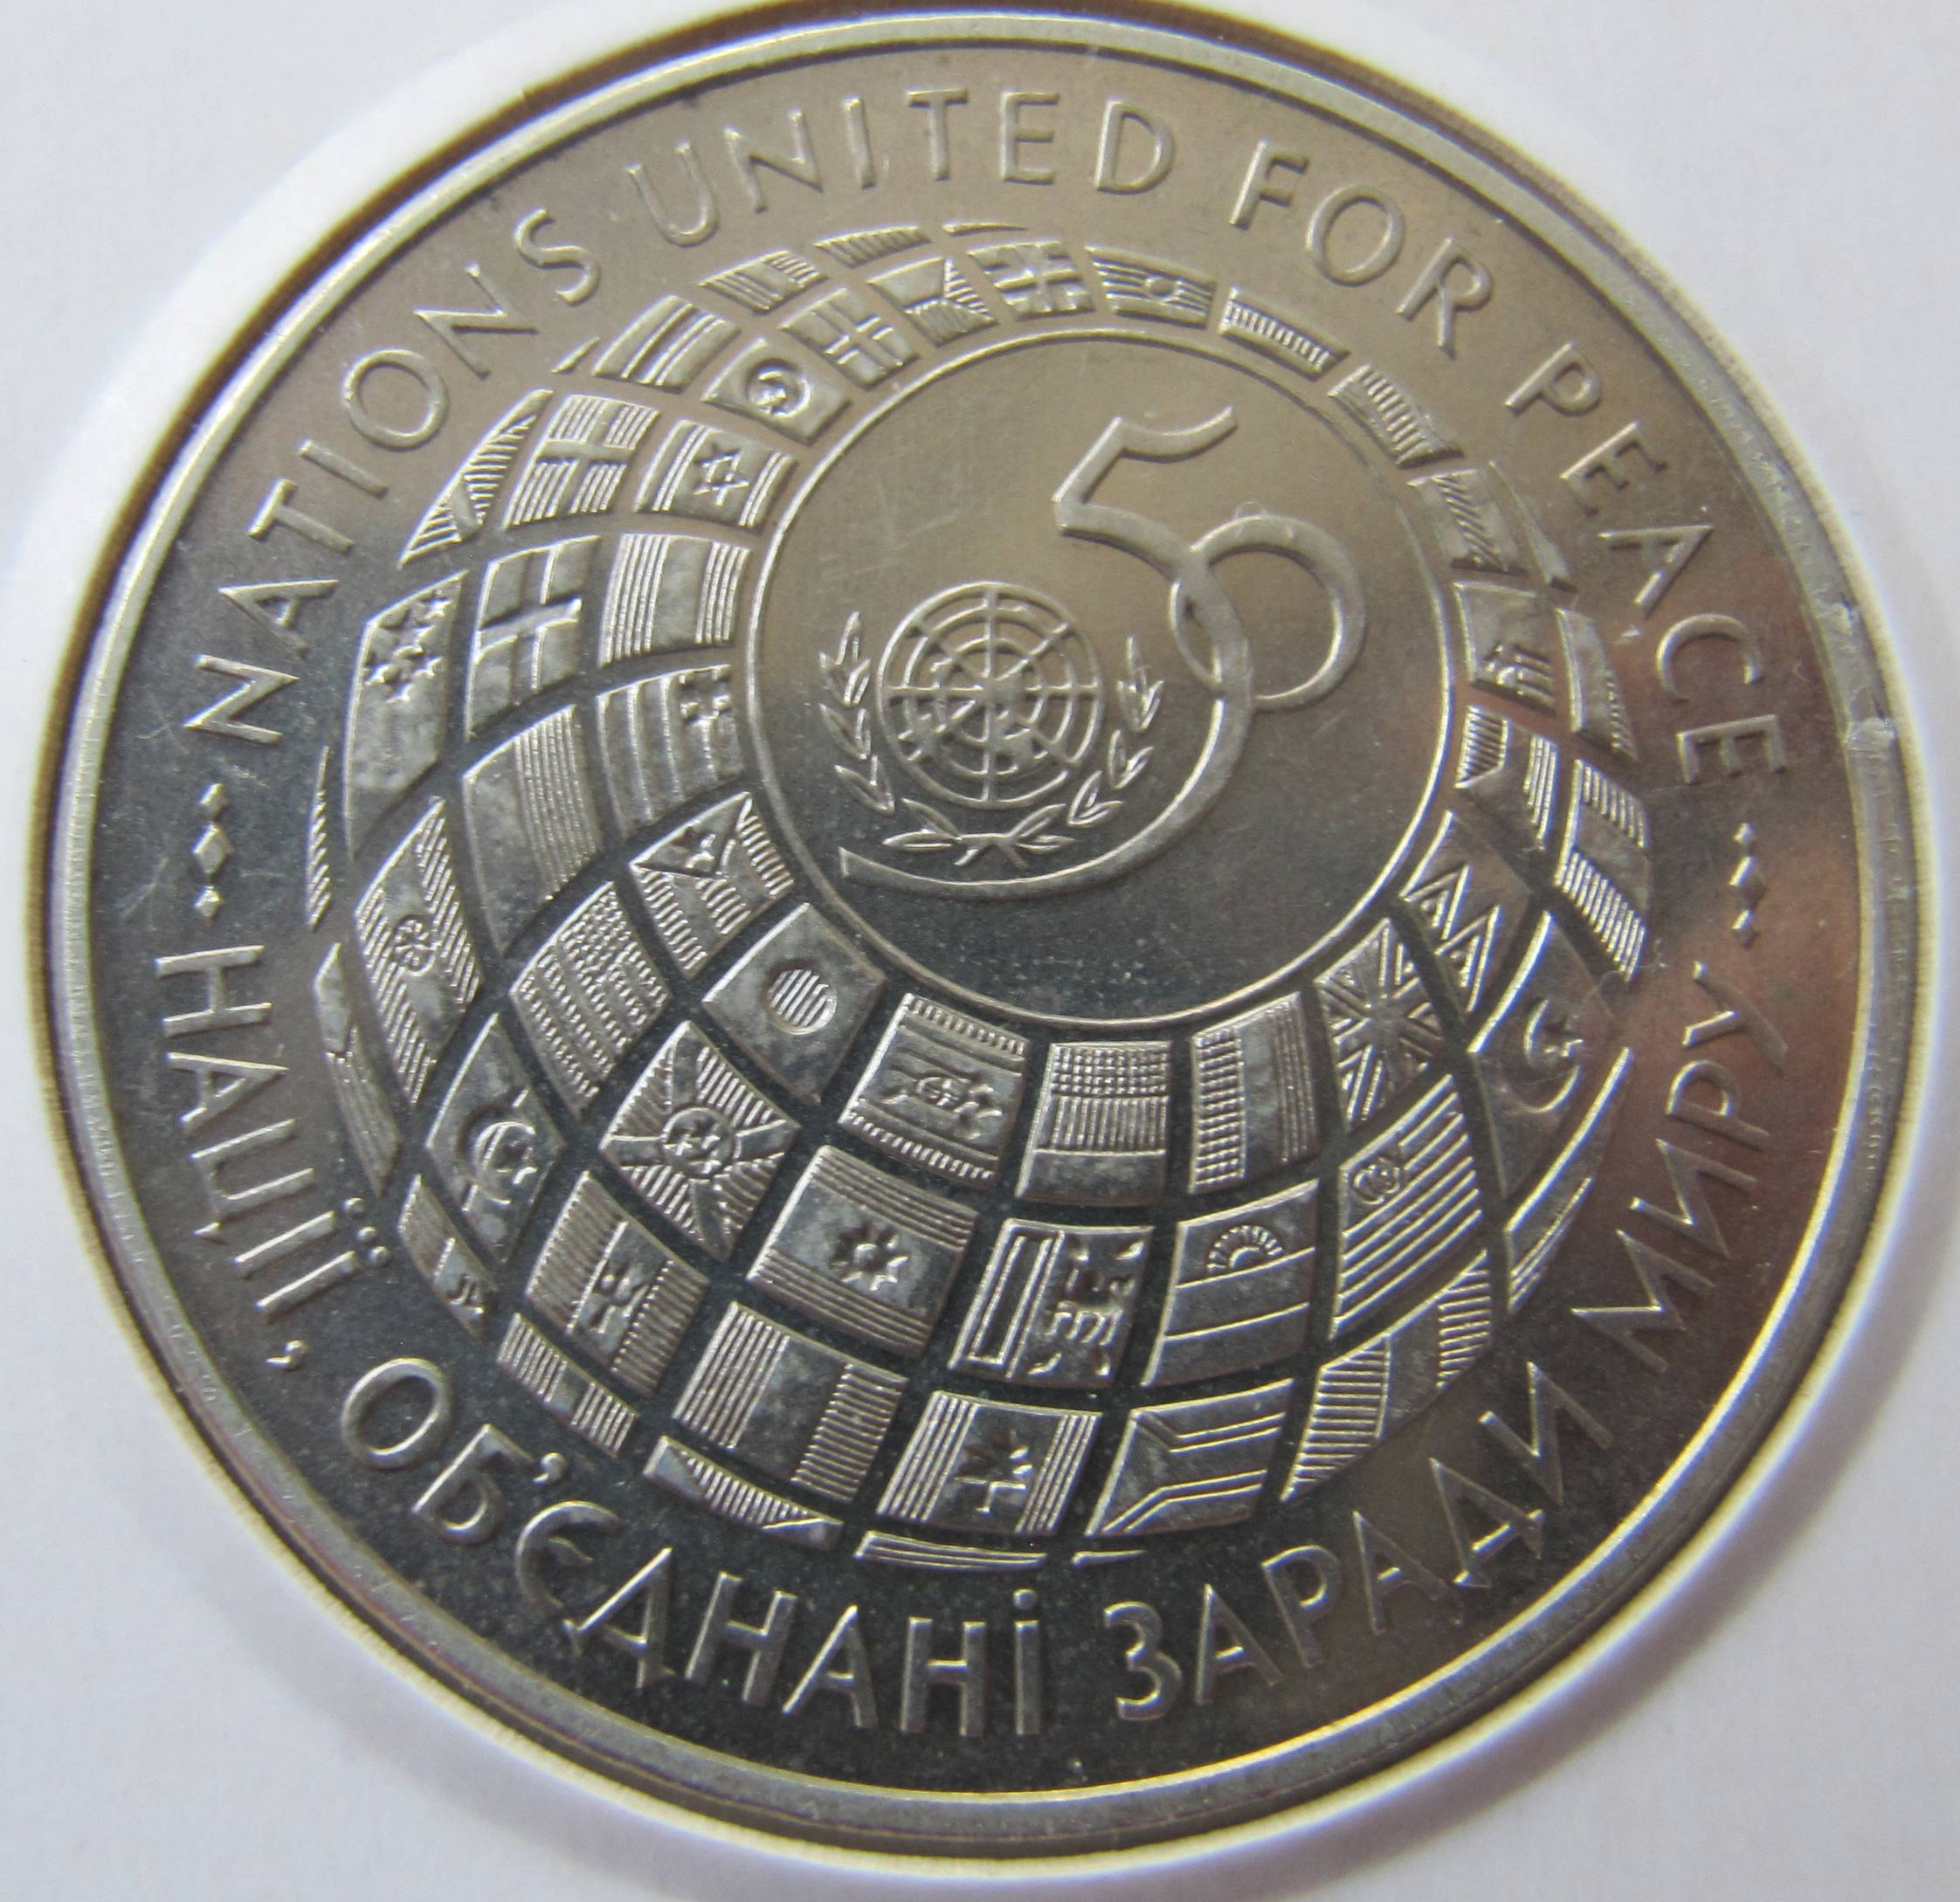 NATIONS UNITED FOR PEACE
50
НАЦІЇ, ОБ'ЄДНАНІ ЗАРАДИ МИРУ